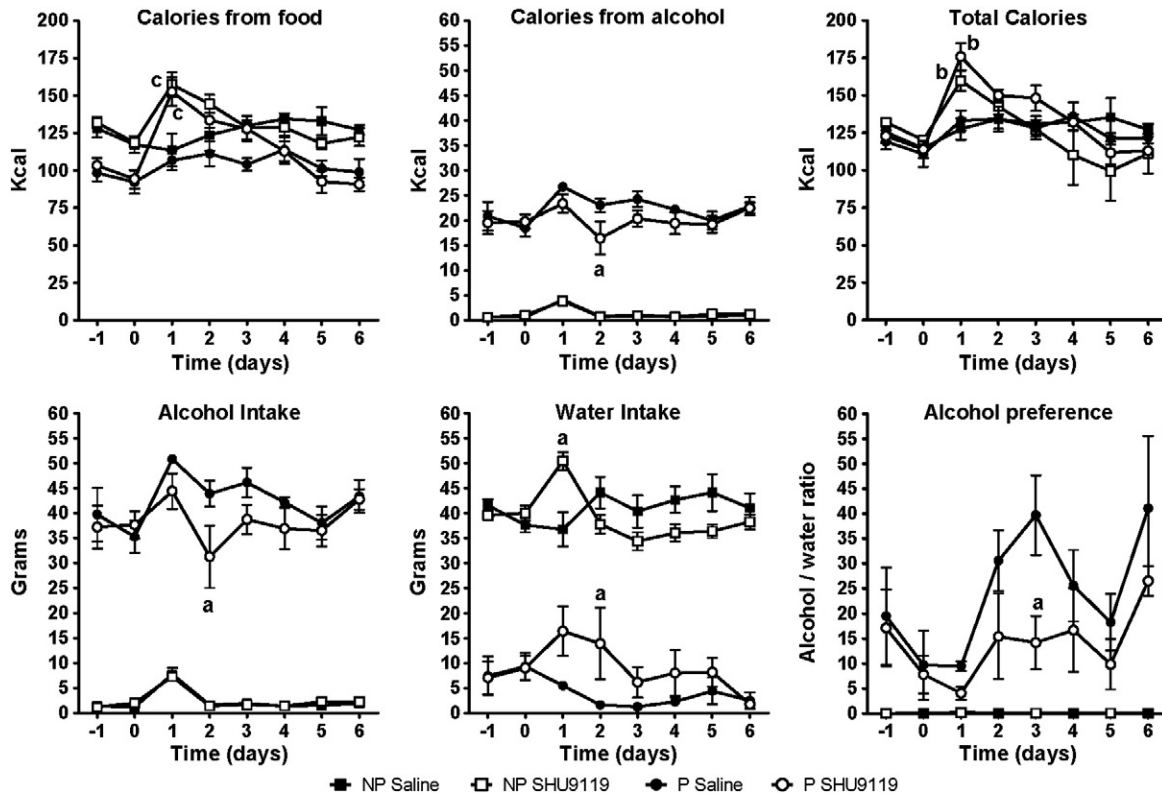 Calories from food
200
175
150
125
100
75
50
25
0
Kcal
c
c
-1 0 1 2 3 4 5 6
Time (days)
Calories from alcohol
60
55
50
45
40
35
30
25
20
15
10
5
0
Kcal
a
-1 0 1 2 3 4 5 6
Time (days)
Total Calories
200
175
150
125
100
75
50
25
0
Kcal
b
b
-1 0 1 2 3 4 5 6
Time (days)
Alcohol Intake
60
55
50
45
40
35
30
25
20
15
10
5
0
Grams
a
-1 0 1 2 3 4 5 6
Time (days)
Water Intake
60
55
50
45
40
35
30
25
20
15
10
5
0
Grams
a
a
-1 0 1 2 3 4 5 6
Time (days)
Alcohol preference
60
55
50
45
40
35
30
25
20
15
10
5
0
Alcohol / water ratio
a
-1 0 1 2 3 4 5 6
Time (days)
NP Saline NP SHU9119 P Saline P SHU9119